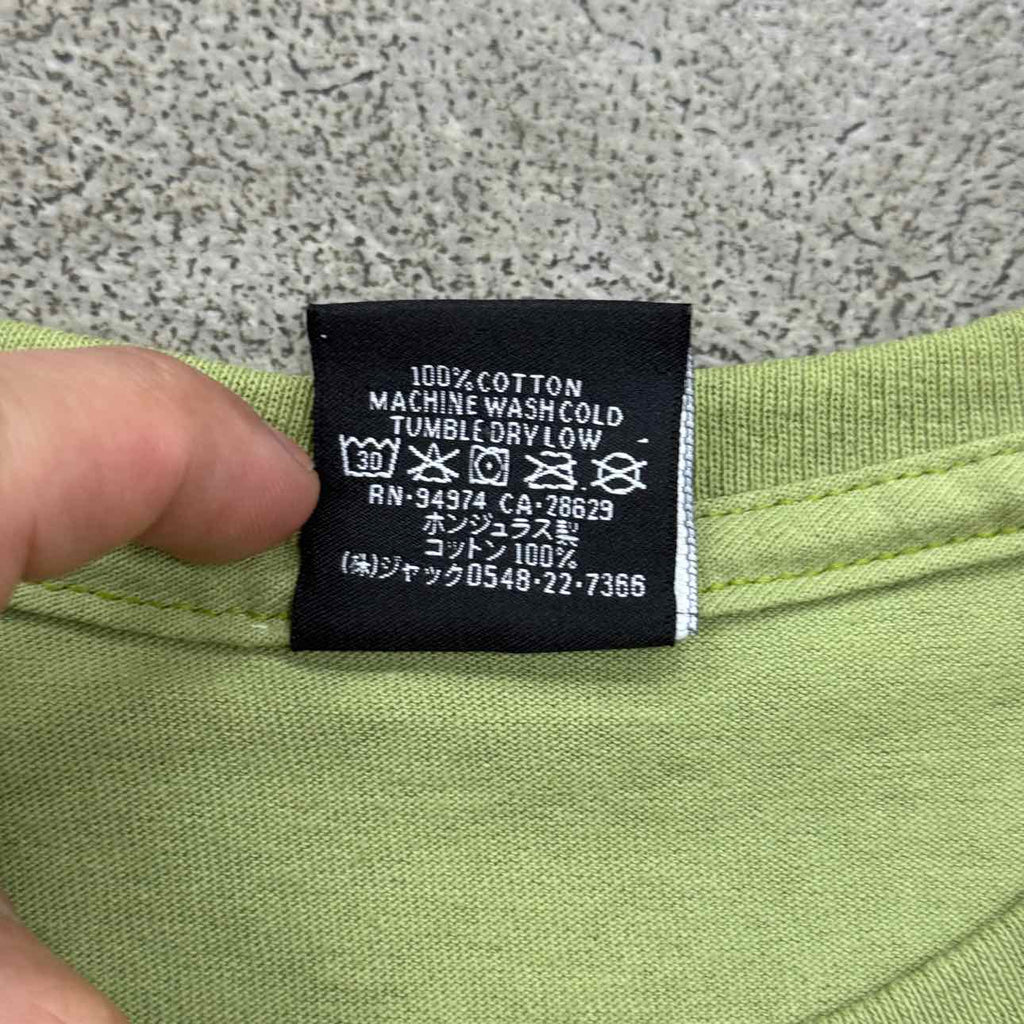 100% COTTON
MACHINE WASH COLD
TUMBLE DRY LOW
30
RN-94974 CA-28629
ホンジュラス製
コットン 100%
(株)ジャック0548-22-7366